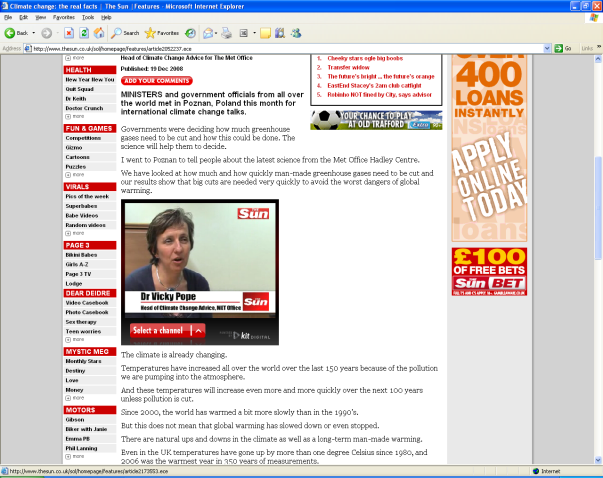 Climate change: the real facts | The Sun |Features - Microsoft Internet Explorer
File Edit View Favorites Tools Help
Back Search Favorites
Address http://www.thesun.co.uk/sol/homepage/features/article2052237.ece Go Links
more
HEALTH
New Year New You
Quit Squad
Dr Keith
Doctor Crunch
more
FUN & GAMES
Competitions
Gizmo
Cartoons
Puzzles
more
VIRALS
Pics of the week
Superbabes
Babe Videos
Random videos
more
PAGE 3
Bikini Babes
Girls A-Z
Page 3 TV
Lodge
DEAR DEIDRE
Video Casebook
Photo Casebook
Sex therapy
Teen worries
more
MYSTIC MEG
Monthly Stars
Destiny
Love
Money
more
MOTORS
Gibson
Biker with Janie
Emma PB
Phil Lanning
more
Head of Climate Change Advice for The Met Office
Published: 19 Dec 2008
ADD YOUR COMMENTS
MINISTERS and government officials from all over
the world met in Poznan, Poland this month for
international climate change talks.
Governments were deciding how much greenhouse
gases need to be cut and how this could be done. The
science will help them to decide.
I went to Poznan to tell people about the latest science from the Met Office Hadley Centre.
We have looked at how much and how quickly man-made greenhouse gases need to be cut and
our results show that big cuts are needed very quickly to avoid the worst dangers of global
warming.
THE Sun
Dr Vicky Pope
Head of Climate Change Advice, MET Office
THE Sun
Select a channel
kit DIGITAL
The climate is already changing.
Temperatures have increased all over the world over the last 150 years because of the pollution
we are pumping into the atmosphere.
And these temperatures will increase even more and more quickly over the next 100 years
unless pollution is cut.
Since 2000, the world has warmed a bit more slowly than in the 1990's.
But this does not mean that global warming has slowed down or even stopped.
There are natural ups and downs in the climate as well as a long-term man-made warming.
Even in the UK temperatures have gone up by more than one degree Celsius since 1980, and
2006 was the warmest year in 350 years of measurements.
1. Cheeky stars ogle big boobs
2. Transfer widow
3. The future's bright ... the future's orange
4. EastEnd Stacey's 2am club catfight
5. Robinho NOT fined by City, says advisor
YOUR CHANCE TO PLAY
AT OLD TRAFFORD
OVER
400
LOANS
INSTANTLY
APPLY
ONLINE
TODAY
loans
£100
OF FREE BETS
Sun BET
http://www.thesun.co.uk/sol/homepage/features/article2173553.ece
Internet